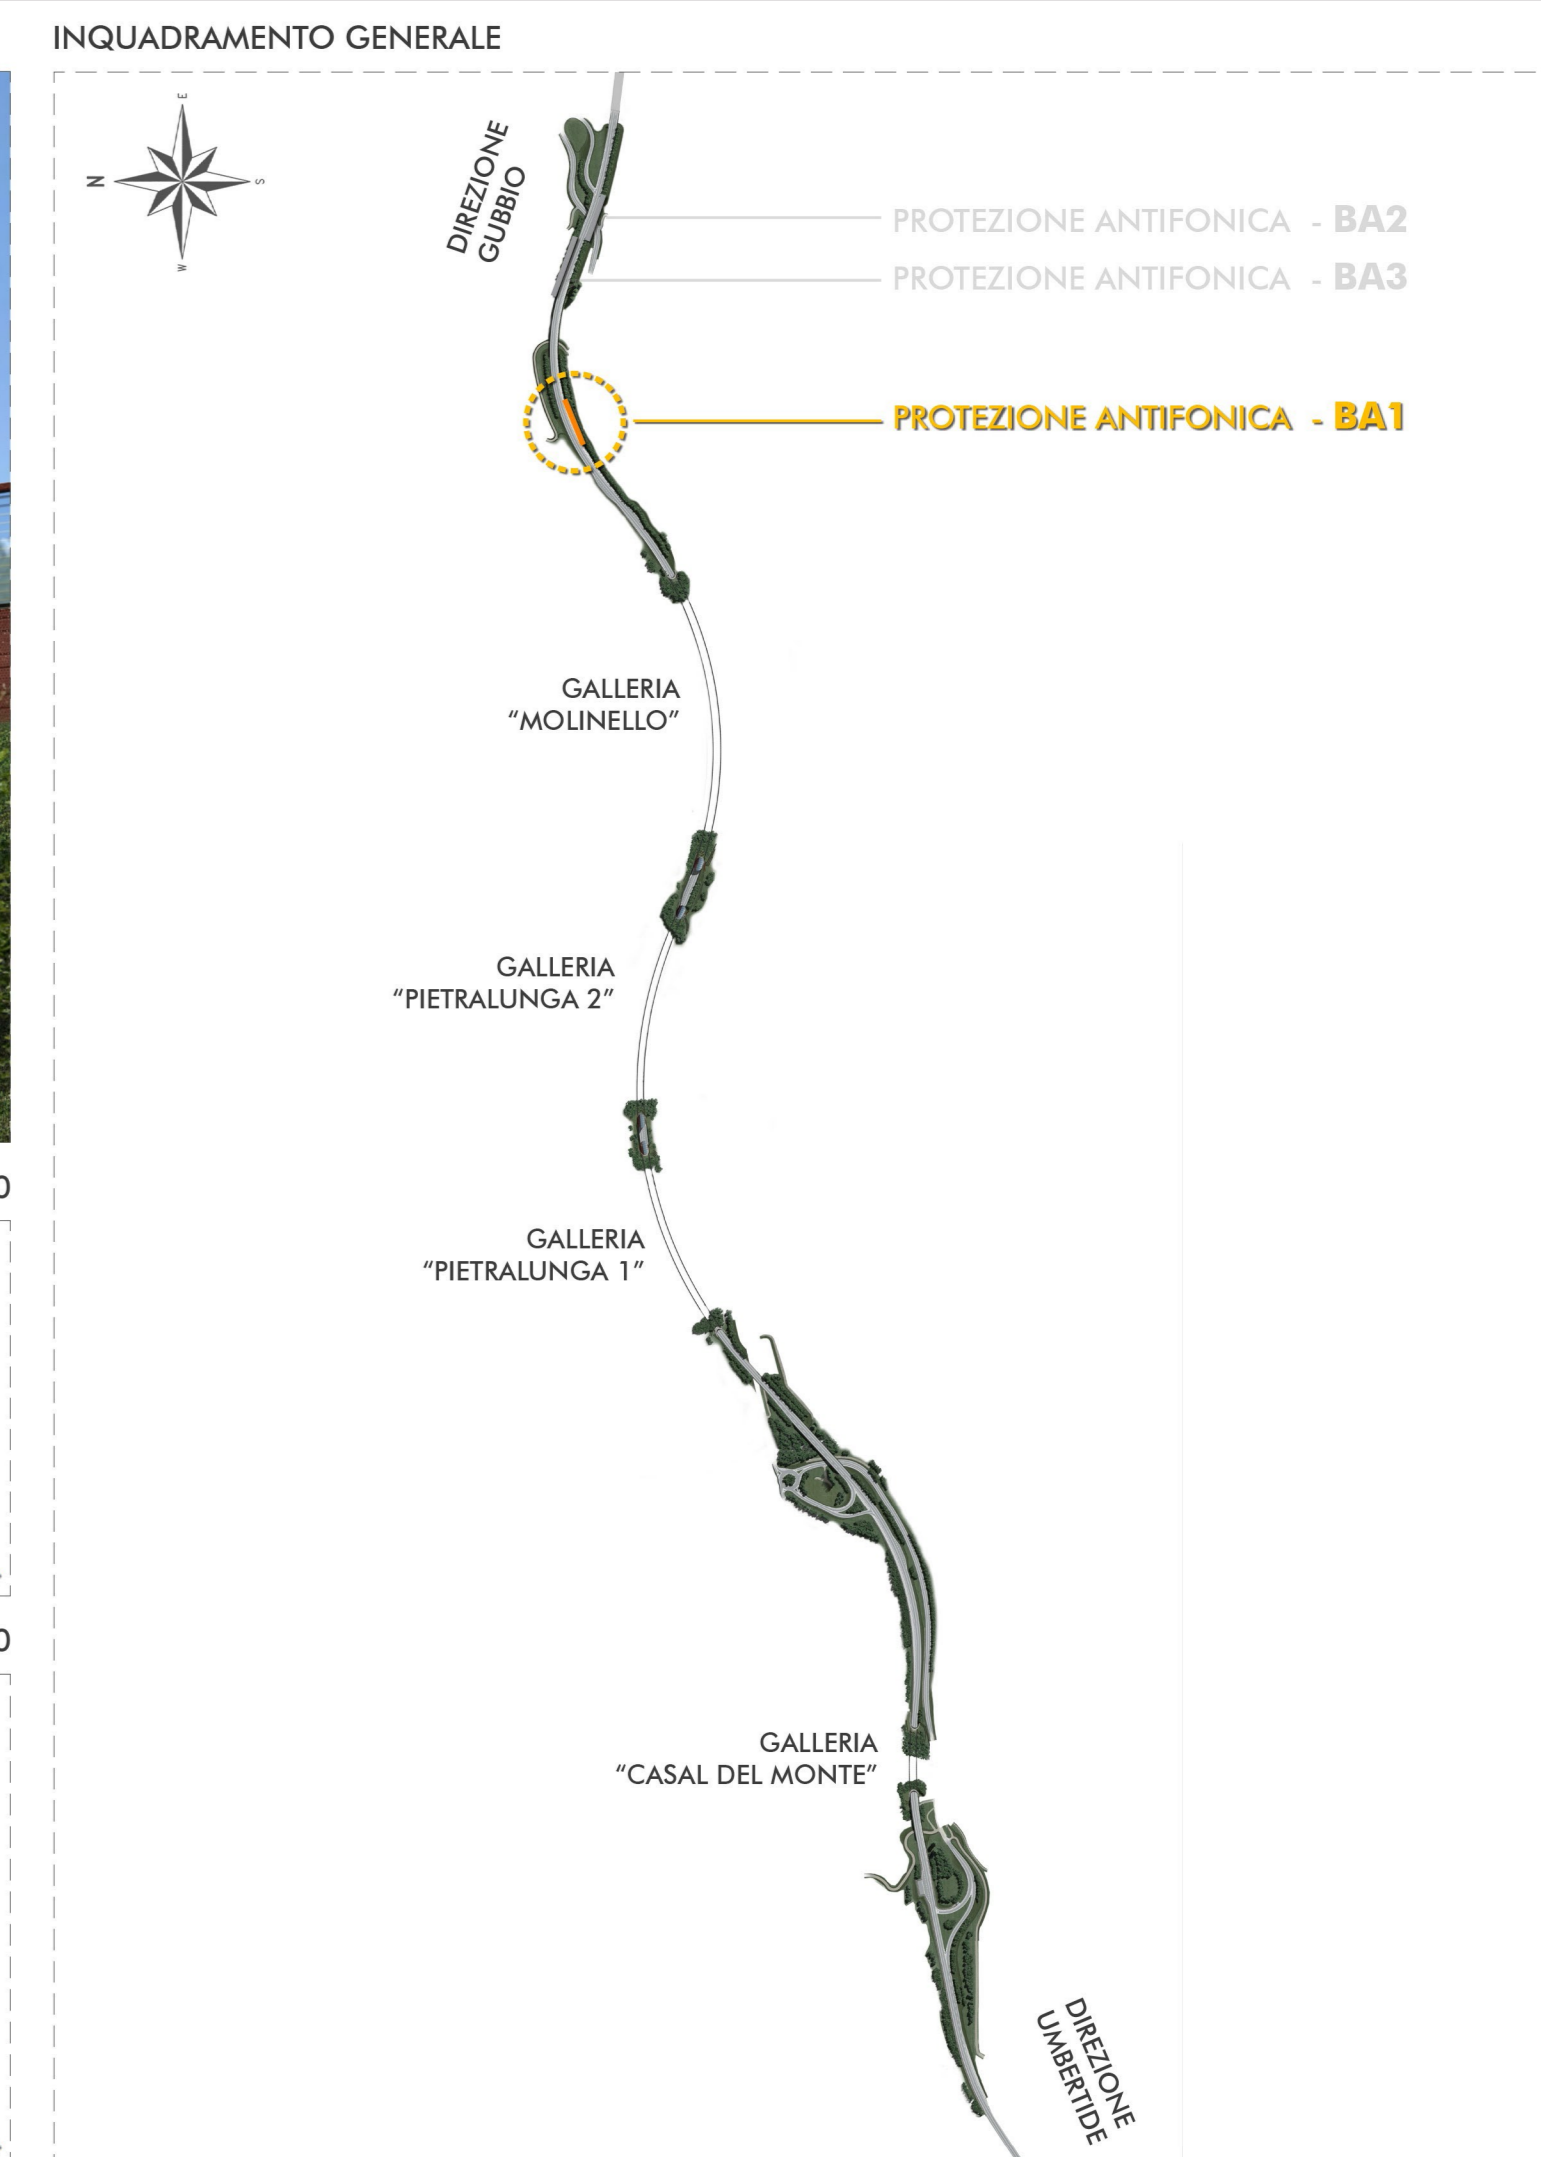 INQUADRAMENTO GENERALE
E
N
S
W
DIREZIONE
GUBBIO
PROTEZIONE ANTIFONICA - BA2
PROTEZIONE ANTIFONICA - BA3
PROTEZIONE ANTIFONICA - BA1
GALLERIA
“MOLINELLO”
GALLERIA
“PIETRALUNGA 2”
GALLERIA
“PIETRALUNGA 1”
GALLERIA
“CASAL DEL MONTE”
DIREZIONE
UMBERTIDE